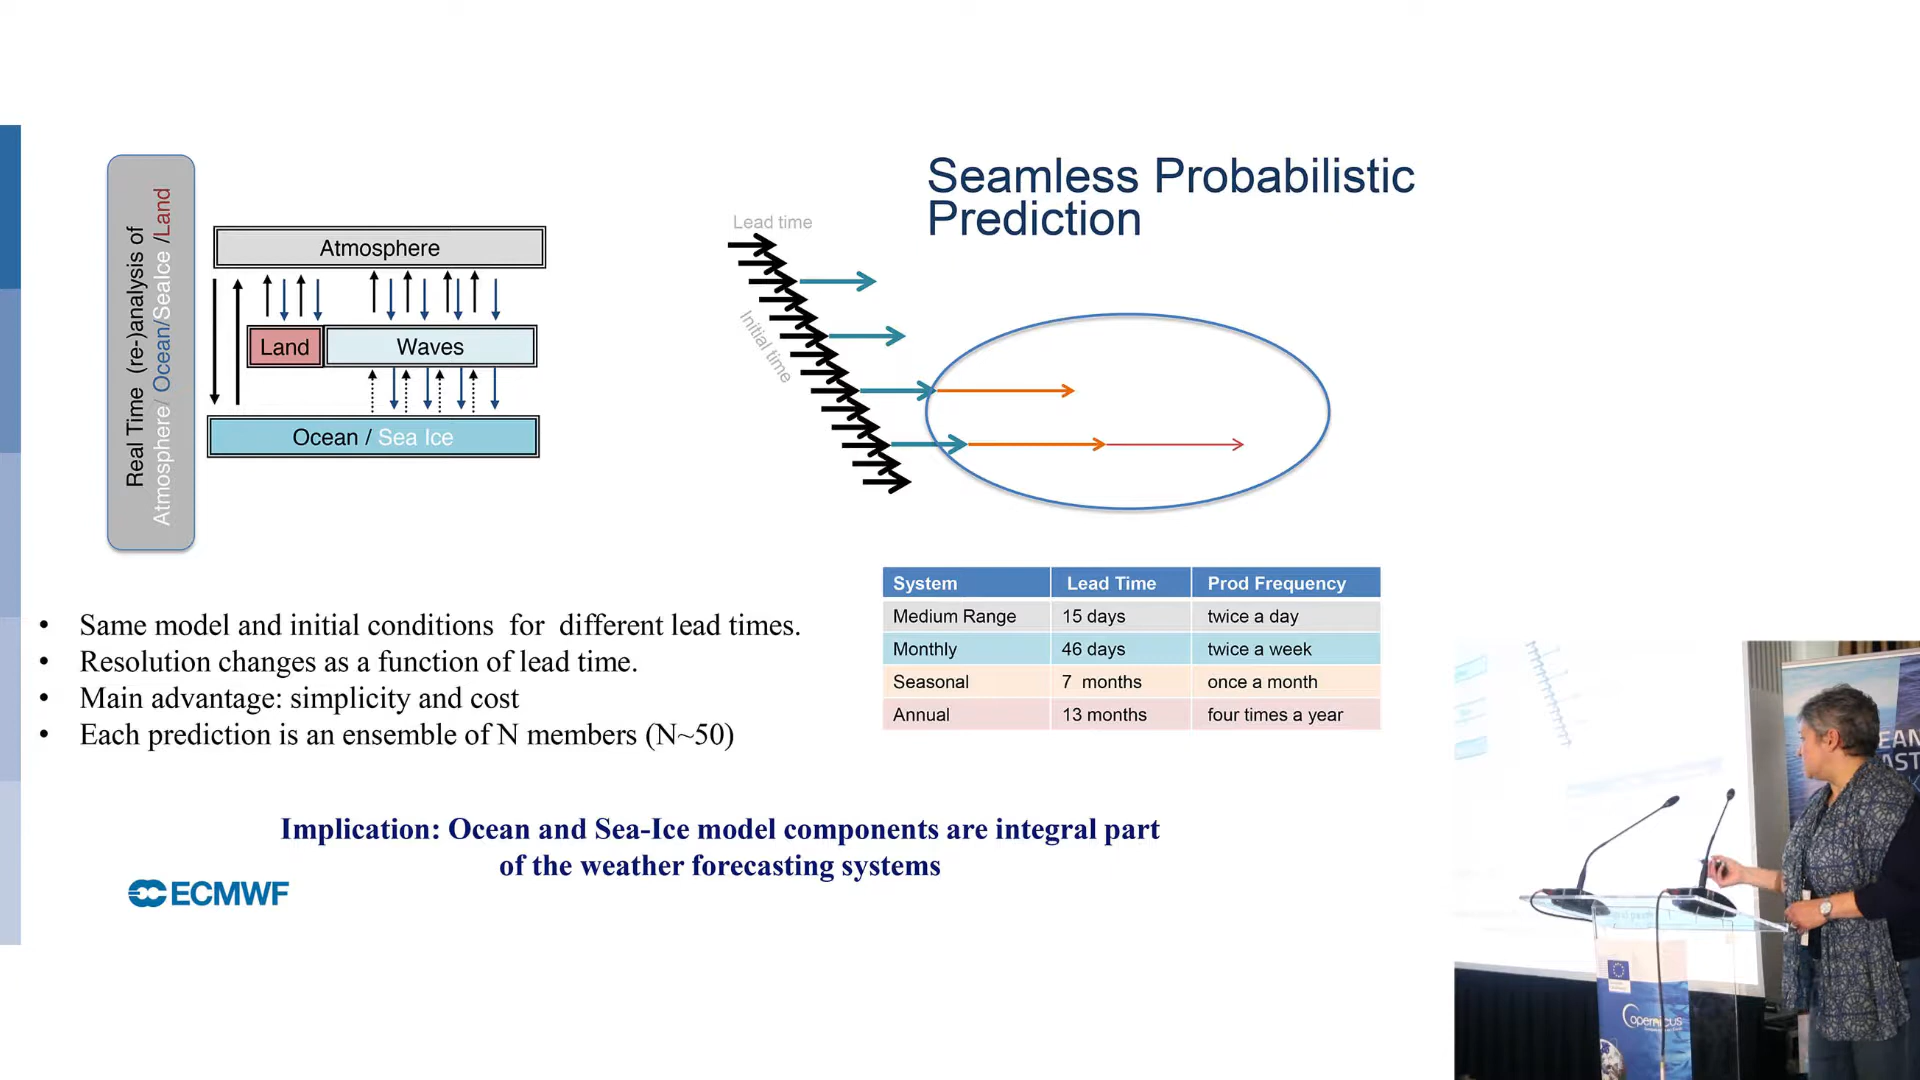 Seamless Probabilistic
Prediction
Real Time (re-)analysis of
Atmosphere/ Ocean/SeaIce /Land
Atmosphere
Land
Waves
Ocean / Sea Ice
Lead time
Initial time
System Lead Time Prod Frequency
Medium Range 15 days twice a day
Monthly 46 days twice a week
Seasonal 7 months once a month
Annual 13 months four times a year
• Same model and initial conditions for different lead times.
• Resolution changes as a function of lead time.
• Main advantage: simplicity and cost
• Each prediction is an ensemble of N members (N~50)
Implication: Ocean and Sea-Ice model components are integral part
of the weather forecasting systems
ECMWF
EAN
AST
Copernicus